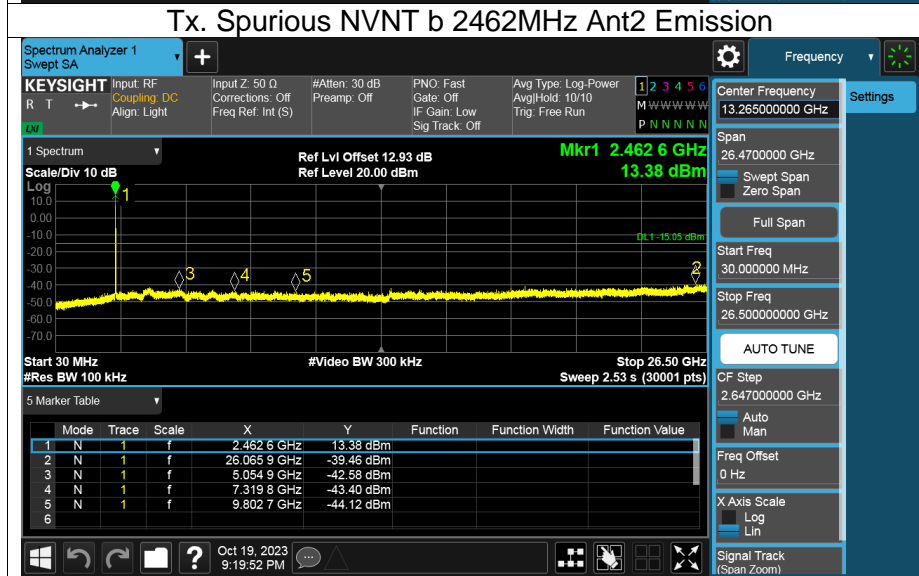 Tx. Spurious NVNT b 2462MHz Ant2 Emission
Spectrum Analyzer 1
Swept SA
+
Frequency
KEYSIGHT
R T
LXI
Input: RF
Coupling: DC
Align: Light
Input Z: 50 Ω
Corrections: Off
Freq Ref: Int (S)
#Atten: 30 dB
Preamp: Off
PNO: Fast
Gate: Off
IF Gain: Low
Sig Track: Off
Avg Type: Log-Power
Avg|Hold: 10/10
Trig: Free Run
1 2 3 4 5 6
M W W W W W
P N N N N N
1 Spectrum
Scale/Div 10 dB
Ref Lvl Offset 12.93 dB
Ref Level 20.00 dBm
Mkr1 2.462 6 GHz
13.38 dBm
Log
10.0
0.00
-10.0
-20.0
-30.0
-40.0
-50.0
-60.0
-70.0
1
2
3
4
5
DL1 -15.05 dBm
Start 30 MHz
#Res BW 100 kHz
#Video BW 300 kHz
Stop 26.50 GHz
Sweep 2.53 s (30001 pts)
5 Marker Table
Mode Trace Scale X Y Function Function Width Function Value
1 N 1 f 2.462 6 GHz 13.38 dBm
2 N 1 f 26.065 9 GHz -39.46 dBm
3 N 1 f 5.054 9 GHz -42.58 dBm
4 N 1 f 7.319 8 GHz -43.40 dBm
5 N 1 f 9.802 7 GHz -44.12 dBm
6
Center Frequency
13.265000000 GHz
Settings
Span
26.4700000 GHz
Swept Span
Zero Span
Full Span
Start Freq
30.000000 MHz
Stop Freq
26.500000000 GHz
AUTO TUNE
CF Step
2.647000000 GHz
Auto
Man
Freq Offset
0 Hz
X Axis Scale
Log
Lin
Signal Track
(Span Zoom)
?
Oct 19, 2023
9:19:52 PM